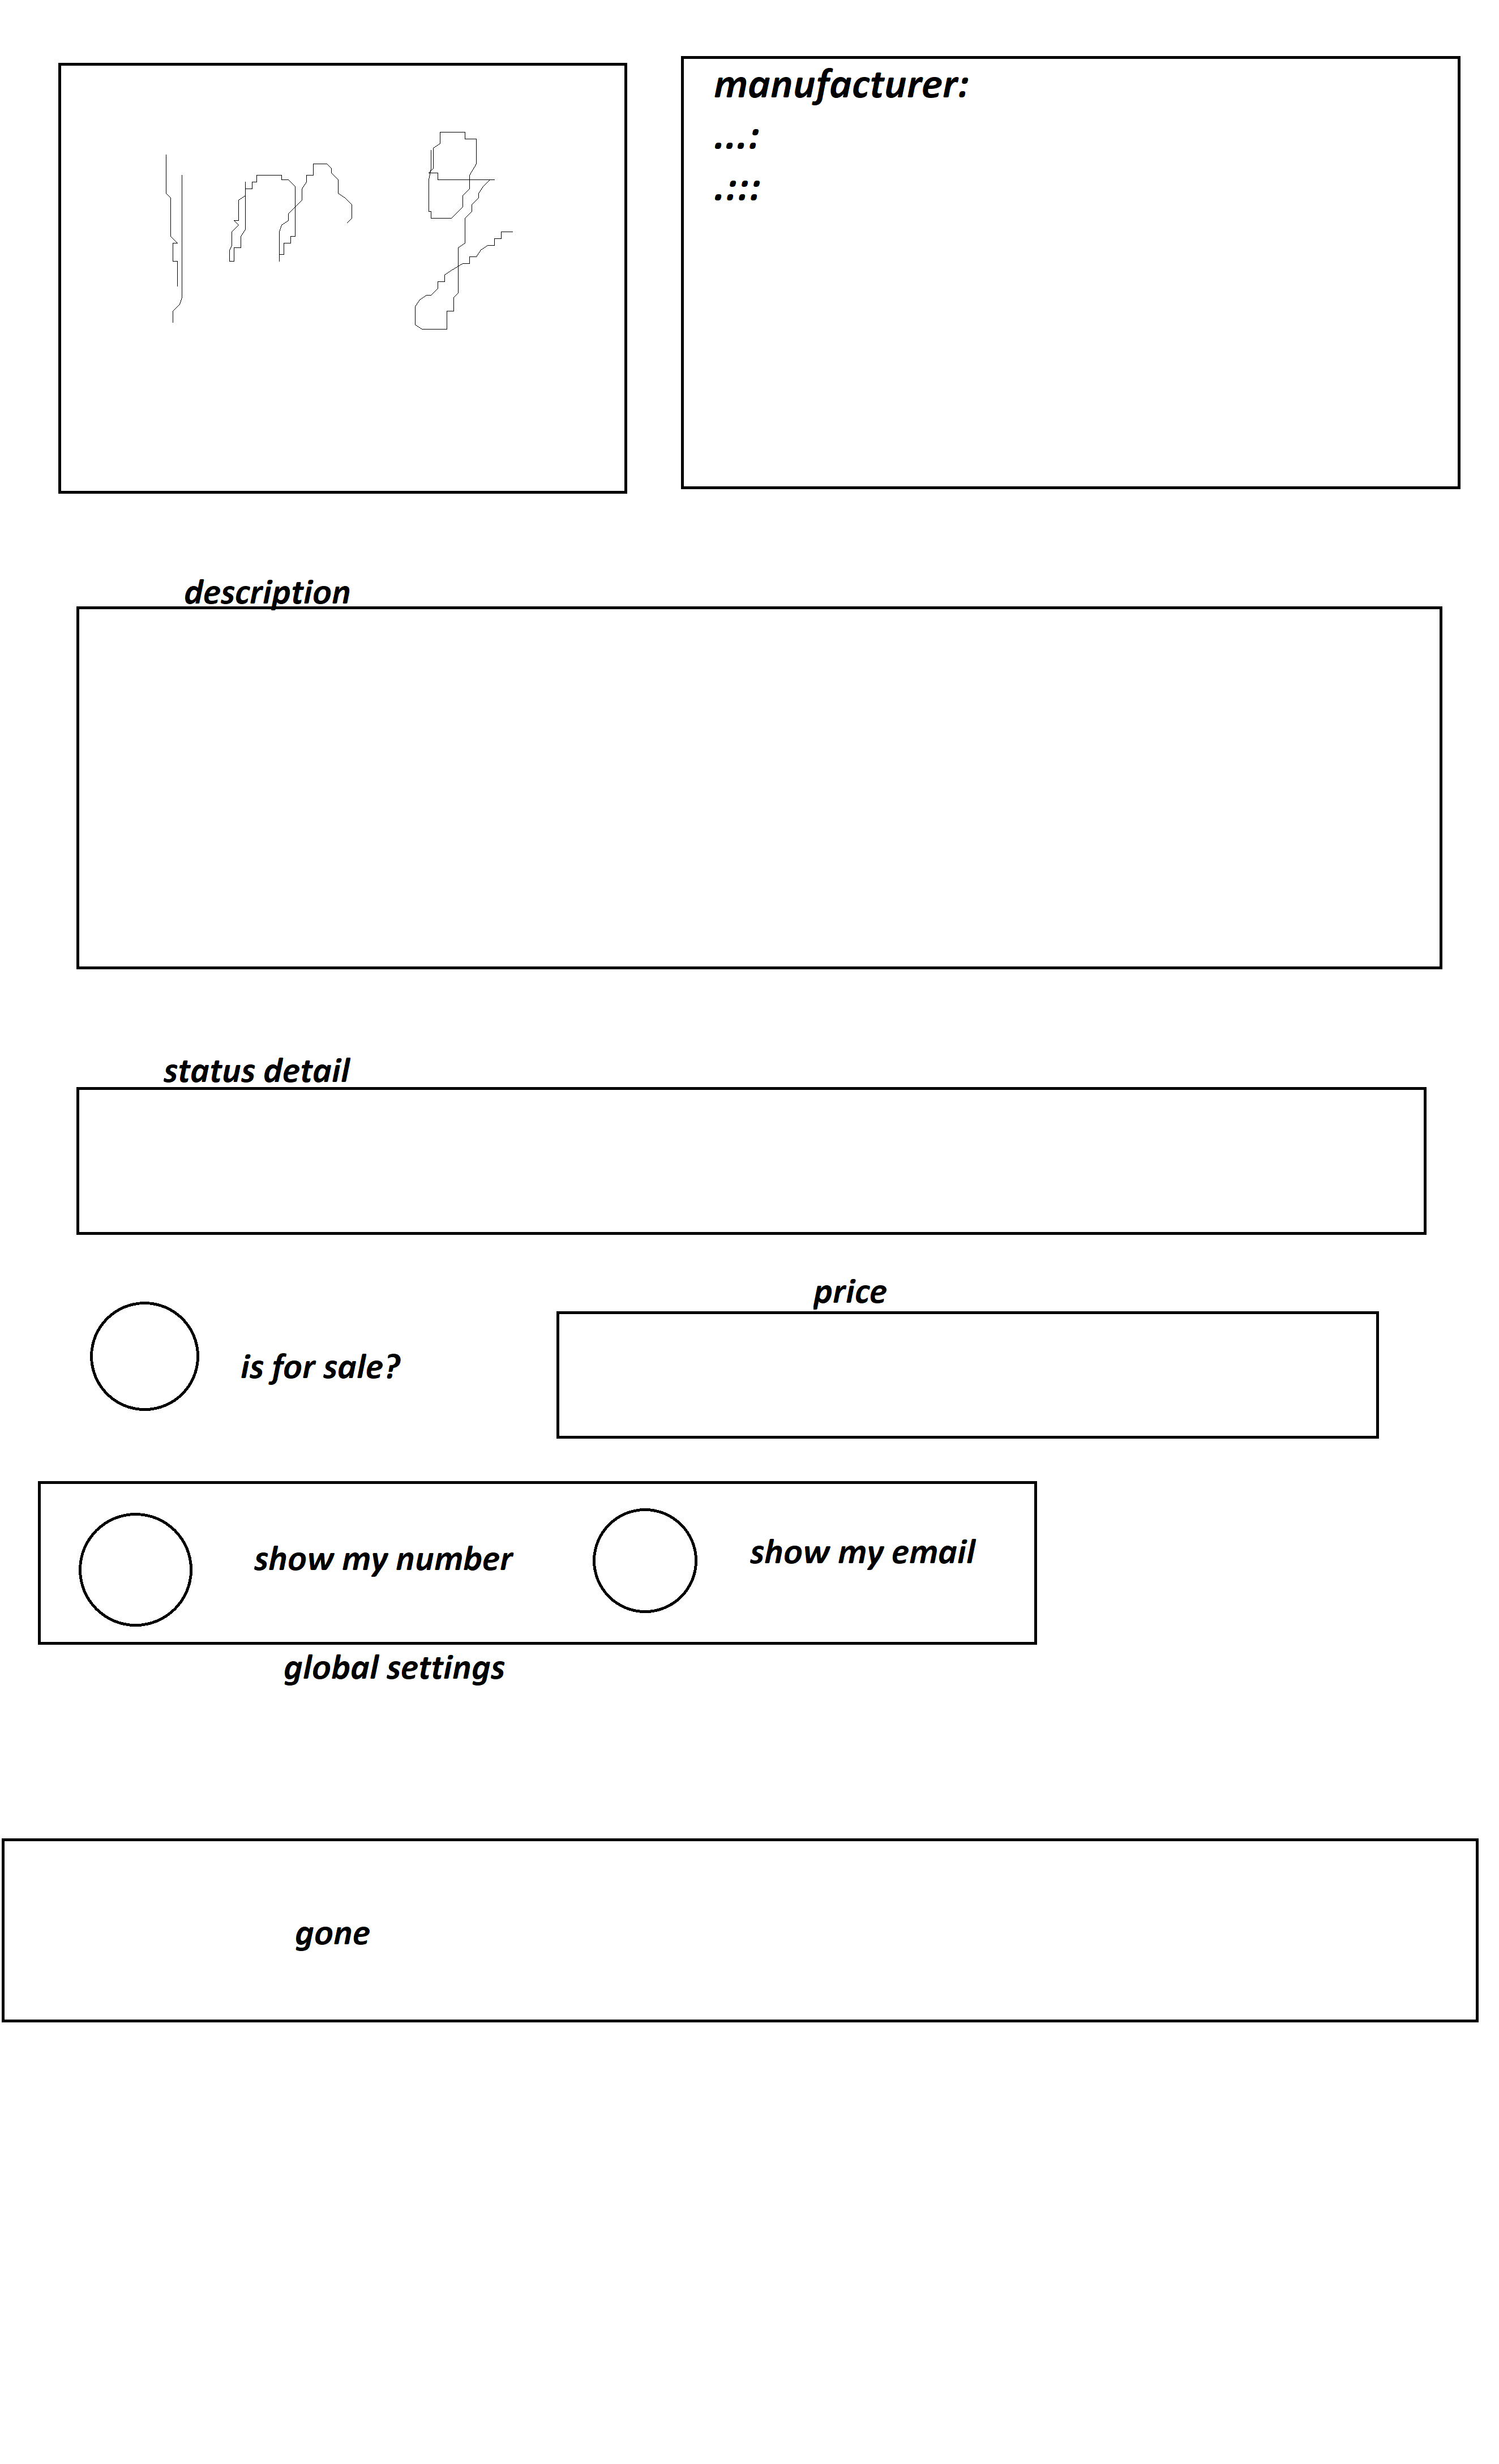 Img
manufacturer:
...:
.:::
description
status detail
price
is for sale?
show my number
show my email
global settings
gone